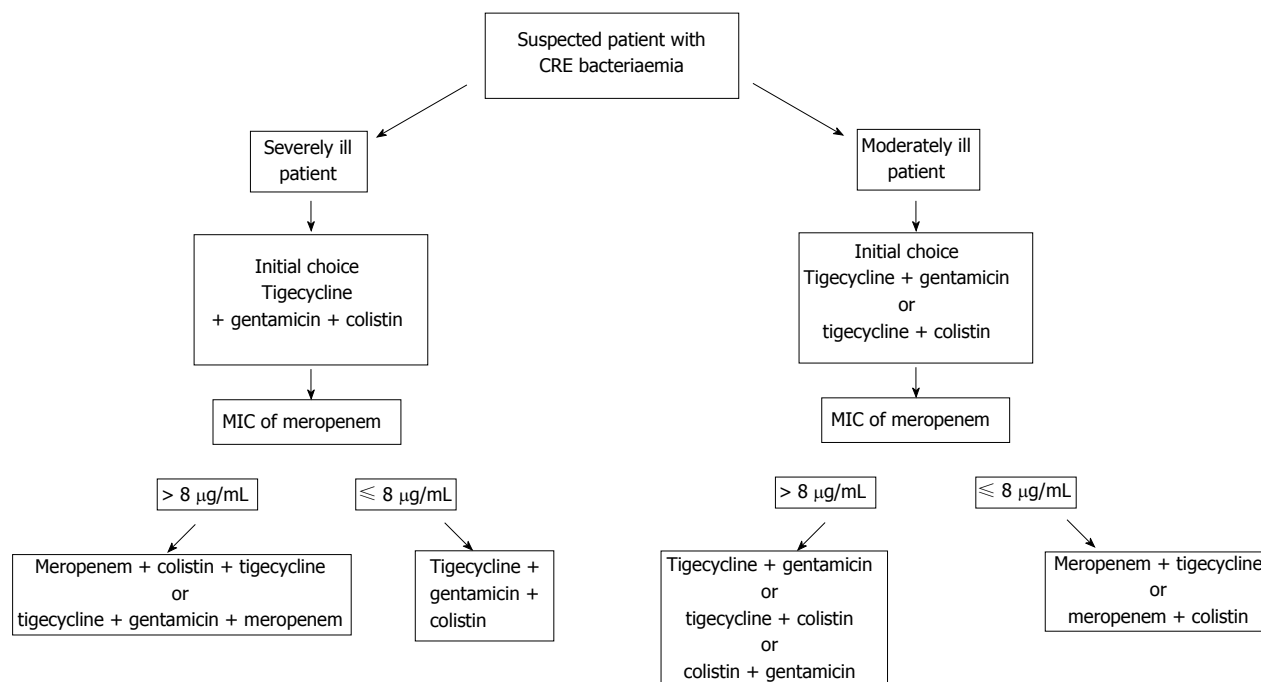 Suspected patient with
CRE bacteriaemia
Severely ill
patient
Moderately ill
patient
Initial choice
Tigecycline
+ gentamicin + colistin
Initial choice
Tigecycline + gentamicin
or
tigecycline + colistin
MIC of meropenem
MIC of meropenem
> 8 μg/mL
≤ 8 μg/mL
> 8 μg/mL
≤ 8 μg/mL
Meropenem + colistin + tigecycline
or
tigecycline + gentamicin + meropenem
Tigecycline +
gentamicin +
colistin
Tigecycline + gentamicin
or
tigecycline + colistin
or
colistin + gentamicin
Meropenem + tigecycline
or
meropenem + colistin